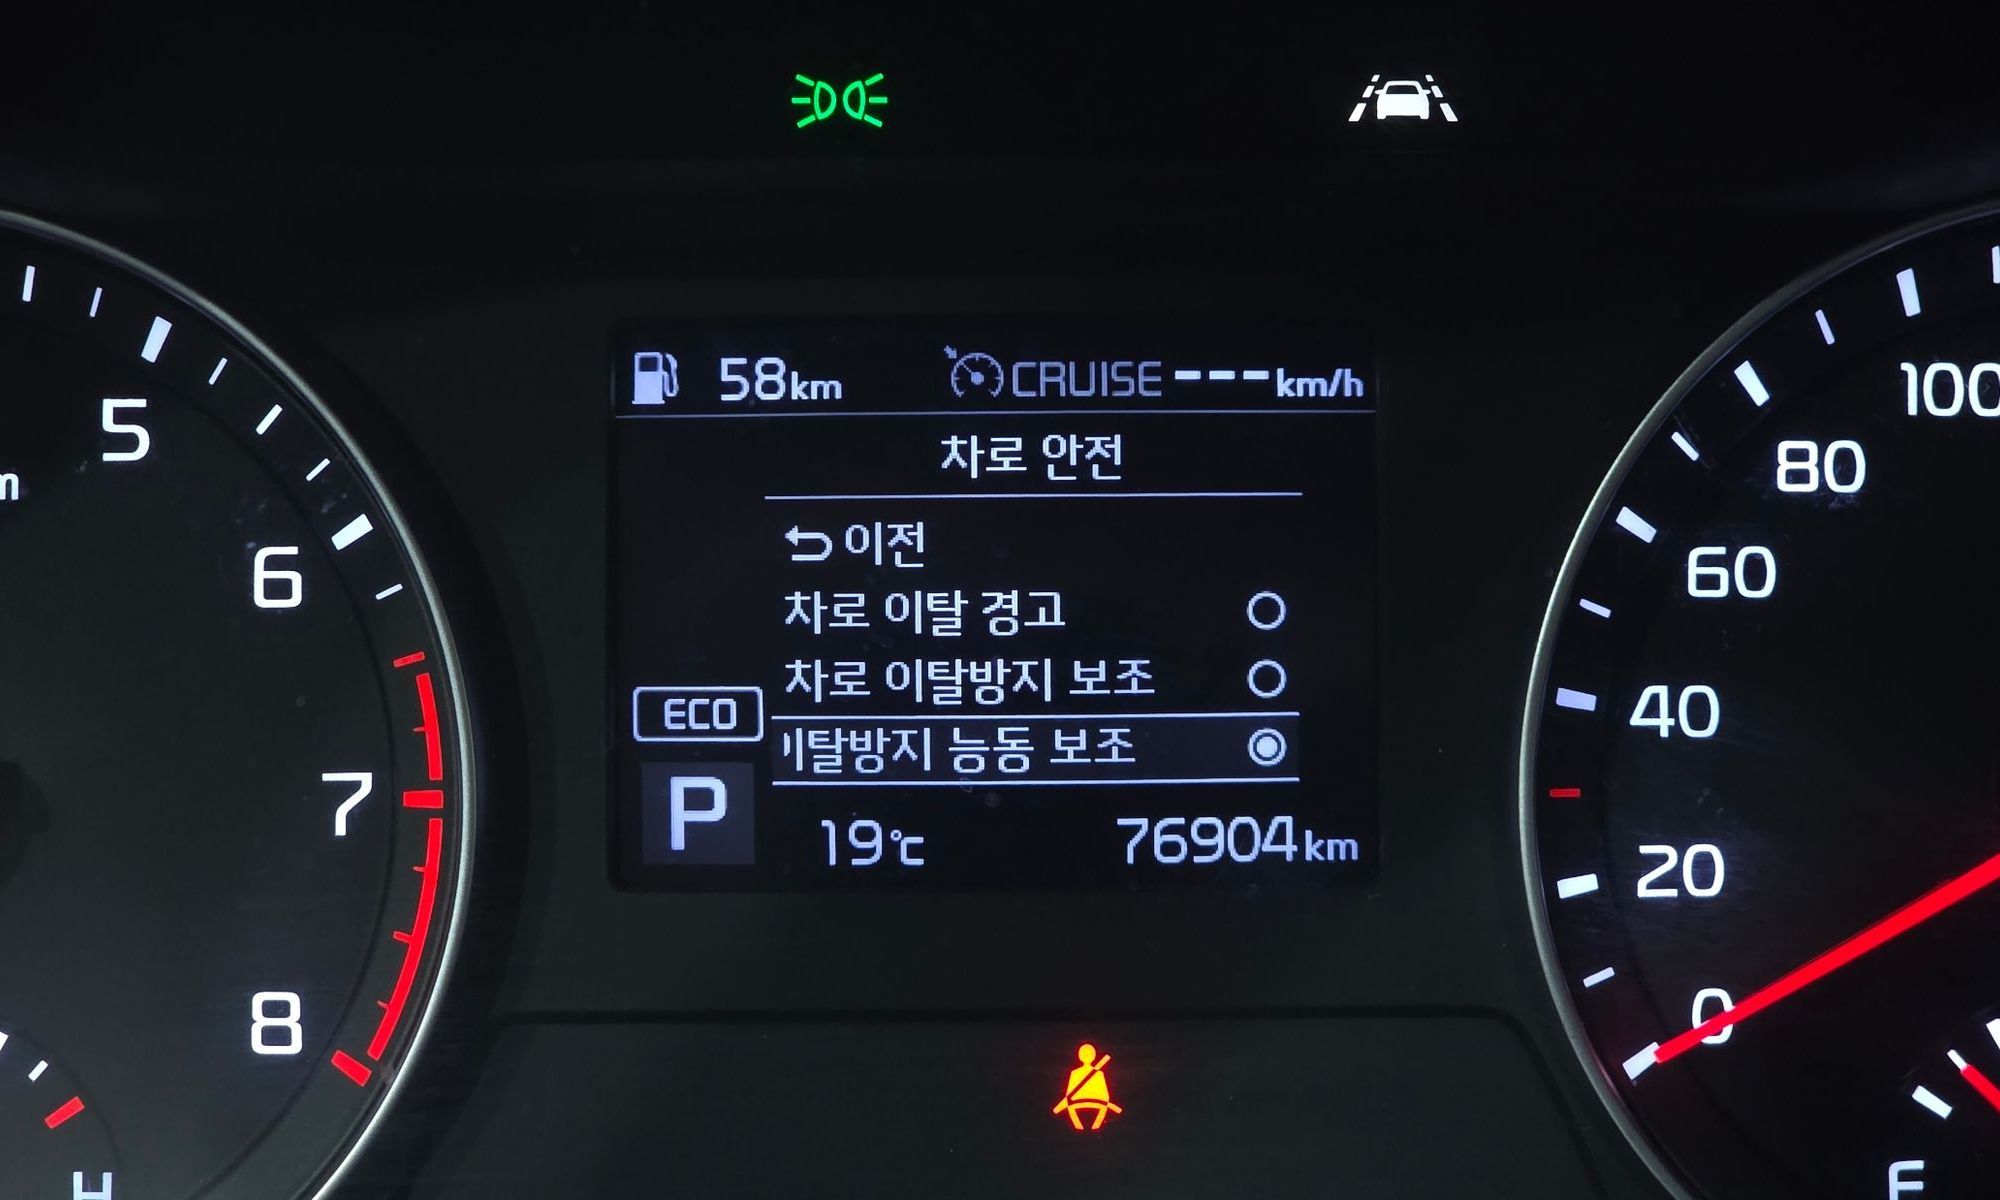 58km CRUISE ---km/h
차로 안전
이전
차로 이탈 경고
차로 이탈방지 보조
이탈방지 능동 보조
ECO
P
19℃ 76904km
5
6
7
8
H
100
80
60
40
20
0